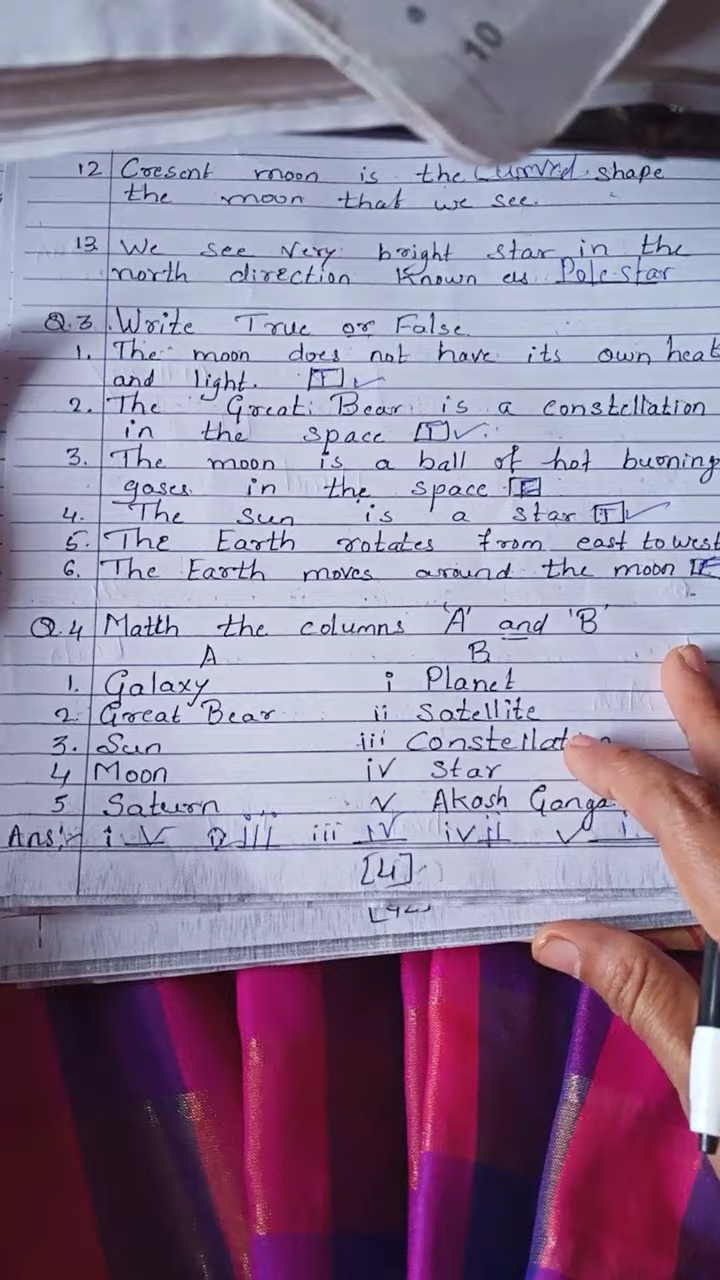 10
12 Cresent moon is the Curved shape
the moon that we see.
13. We see very bright star in the
north direction known as Pole star
Q.3 Write True or False.
1. The moon does not have its own heat
and light. [T] ✓
2. The Great Bear is a constellation
in the space [T] ✓
3. The moon is a ball of hot burning
gases in the space [F]
4. The Sun is a star [T] ✓
5. The Earth rotates from east to west
6. The Earth moves around the moon [F
Q.4 Match the columns 'A' and 'B'
A B
1. Galaxy i Planet
2. Great Bear ii Satellite
3. Sun iii Constellation
4 Moon iv Star
5 Saturn v Akash Ganga
Ans:- i V ii iii iii iv iv ii v i
[4]